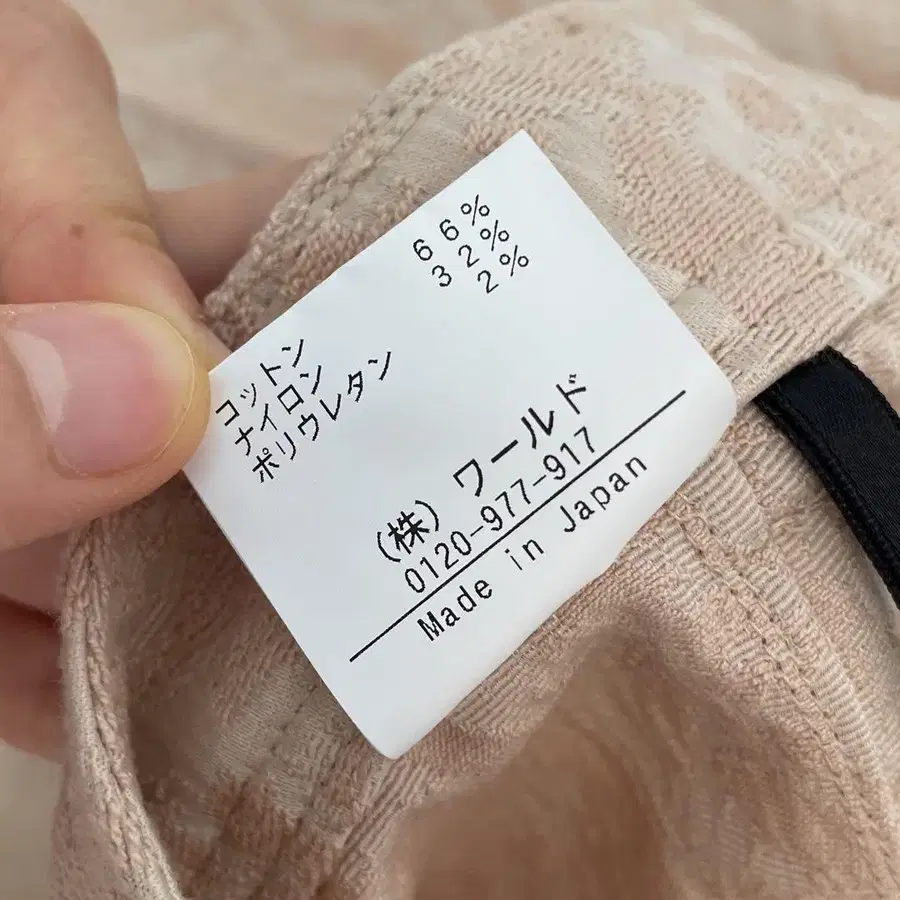 コットン 66%
ナイロン 32%
ポリウレタン 2%
(株) ワールド
0120-977-917
Made in Japan